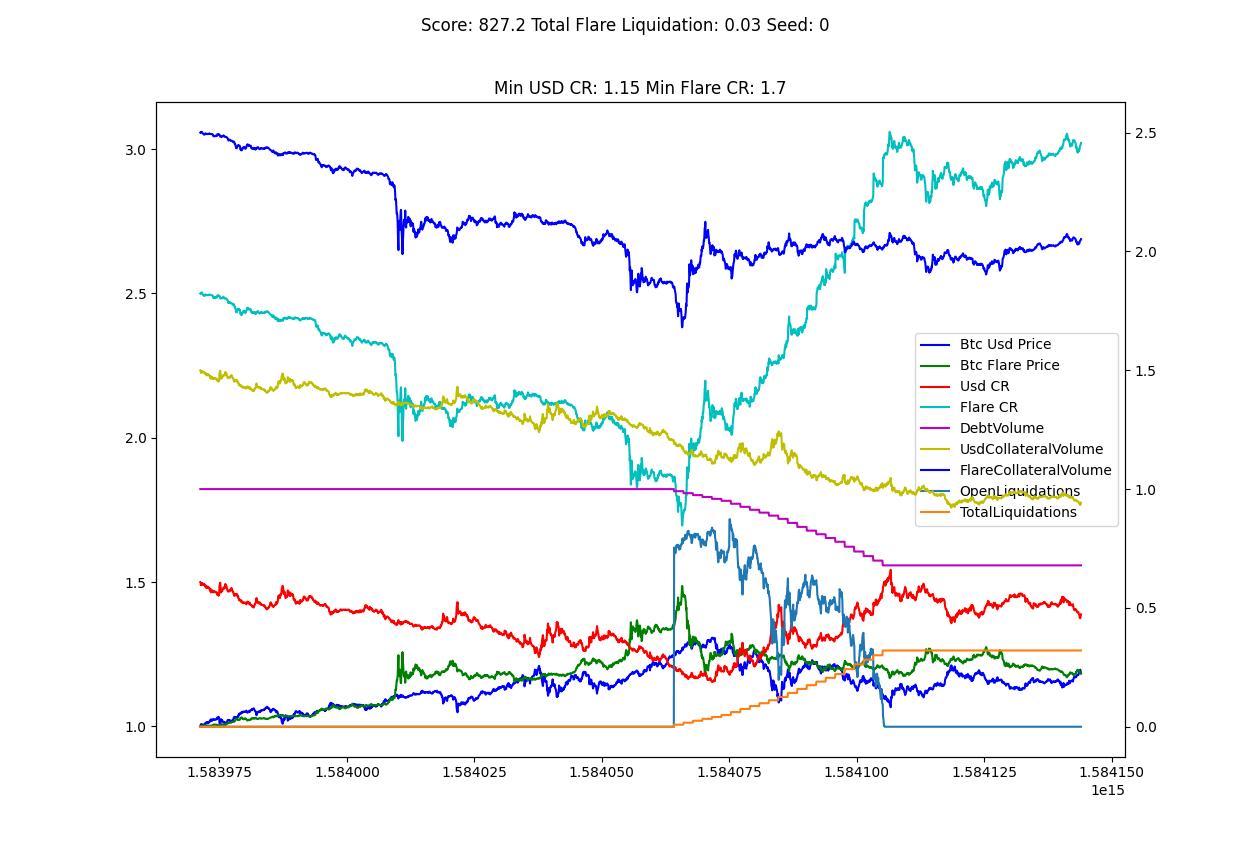 Score: 827.2 Total Flare Liquidation: 0.03 Seed: 0
Min USD CR: 1.15 Min Flare CR: 1.7
3.0
2.5
2.0
1.5
1.0
2.5
2.0
1.5
1.0
0.5
0.0
Btc Usd Price
Btc Flare Price
Usd CR
Flare CR
DebtVolume
UsdCollateralVolume
FlareCollateralVolume
OpenLiquidations
TotalLiquidations
1.583975 1.584000 1.584025 1.584050 1.584075 1.584100 1.584125 1.584150
1e15